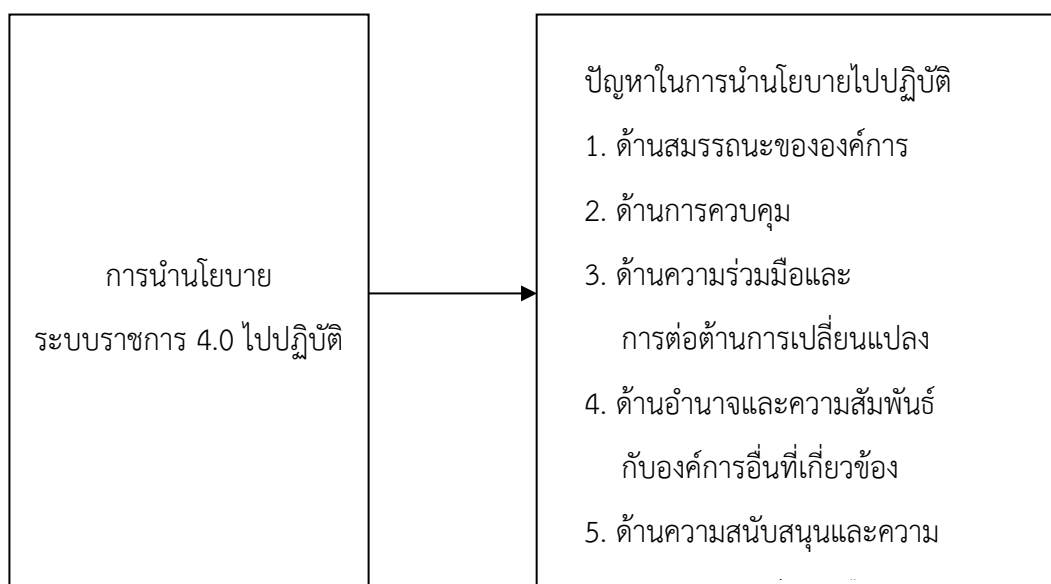 การนำนโยบาย
ระบบราชการ 4.0 ไปปฏิบัติ
ปัญหาในการนำนโยบายไปปฏิบัติ
1. ด้านสมรรถนะขององค์การ
2. ด้านการควบคุม
3. ด้านความร่วมมือและ
การต่อต้านการเปลี่ยนแปลง
4. ด้านอำนาจและความสัมพันธ์
กับองค์การอื่นที่เกี่ยวข้อง
5. ด้านความสนับสนุนและความ